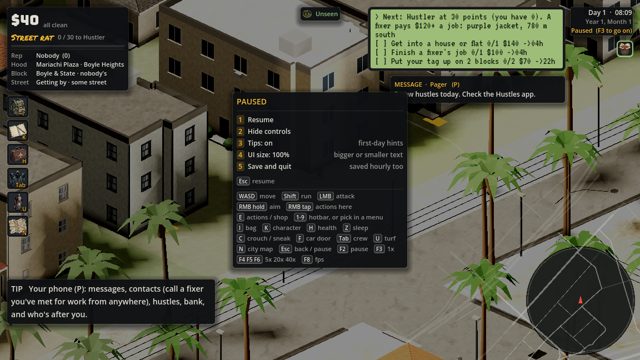 $40 all clean
STREET RAT 0 / 30 to Hustler
Rep Nobody (0)
Hood Mariachi Plaza · Boyle Heights
Block Boyle & State · nobody's
Street Getting by · some street
Unseen
> Next: Hustler at 30 points (you have 0). A
fixer pays $120+ a job: purple jacket, 780 m
south
[ ] Get into a house or flat 0/1 $140 ->04h
[ ] Finish a fixer's job 0/1 $100 ->04h
[ ] Put your tag up on 2 blocks 0/2 $70 ->22h
Day 1 · 08:09
Year 1, Month 1
Paused (F3 to go on)
MESSAGE · Pager (P)
hustles today. Check the Hustles app.
Tab
U
PAUSED
1 Resume
2 Hide controls
3 Tips: on first-day hints
4 UI size: 100% bigger or smaller text
5 Save and quit saved hourly too
Esc resume
WASD move Shift run LMB attack
RMB hold aim RMB tap actions here
E actions / shop 1-9 hotbar, or pick in a menu
I bag K character H health Z sleep
C crouch / sneak F car door Tab crew U turf
N city map Esc back / pause F2 pause F3 1x
F4 F5 F6 5x 20x 40x F8 fps
TIP Your phone (P): messages, contacts (call a fixer
you've met for work from anywhere), hustles, bank,
and who's after you.